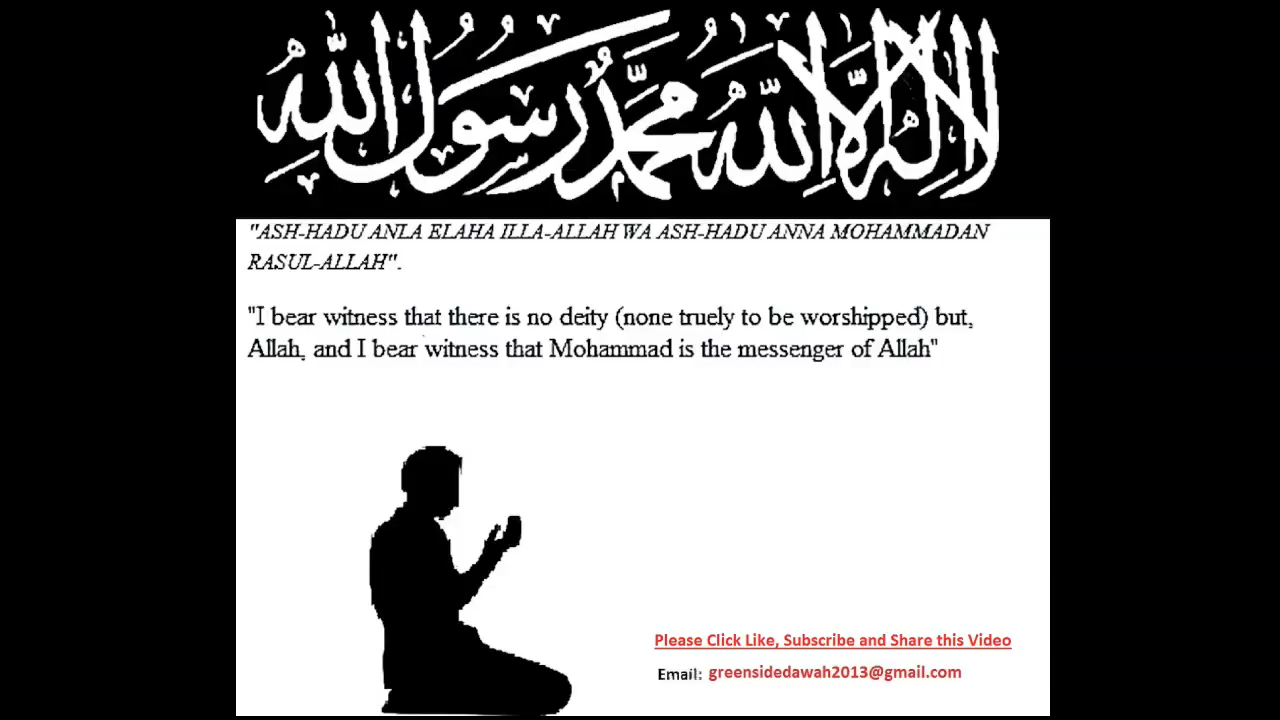 لا إله إلا الله محمد رسول الله
"ASH-HADU ANLA ELAHA ILLA-ALLAH WA ASH-HADU ANNA MOHAMMADAN
RASUL-ALLAH".
"I bear witness that there is no deity (none truely to be worshipped) but,
Allah, and I bear witness that Mohammad is the messenger of Allah"
Please Click Like, Subscribe and Share this Video
Email: greensidedawah2013@gmail.com